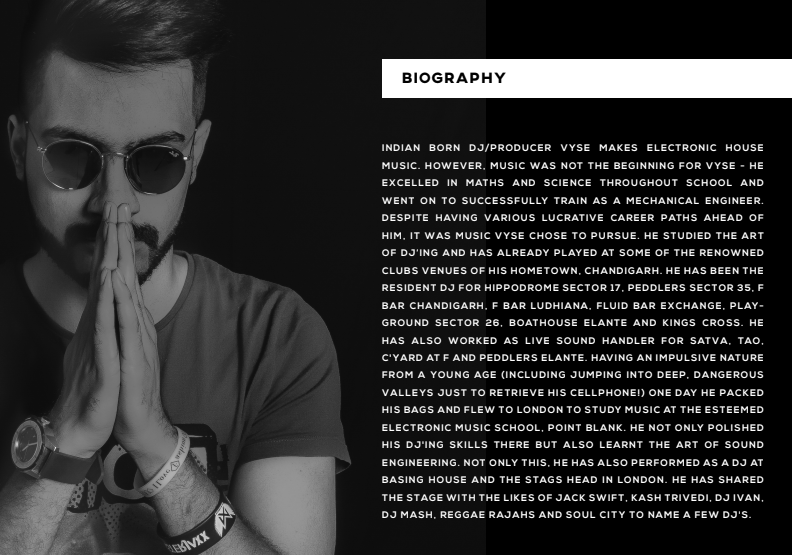 BIOGRAPHY
INDIAN BORN DJ/PRODUCER VYSE MAKES ELECTRONIC HOUSE
MUSIC. HOWEVER, MUSIC WAS NOT THE BEGINNING FOR VYSE - HE
EXCELLED IN MATHS AND SCIENCE THROUGHOUT SCHOOL AND
WENT ON TO SUCCESSFULLY TRAIN AS A MECHANICAL ENGINEER.
DESPITE HAVING VARIOUS LUCRATIVE CAREER PATHS AHEAD OF
HIM, IT WAS MUSIC VYSE CHOSE TO PURSUE. HE STUDIED THE ART
OF DJ'ING AND HAS ALREADY PLAYED AT SOME OF THE RENOWNED
CLUBS VENUES OF HIS HOMETOWN, CHANDIGARH. HE HAS BEEN THE
RESIDENT DJ FOR HIPPODROME SECTOR 17, PEDDLERS SECTOR 35, F
BAR CHANDIGARH, F BAR LUDHIANA, FLUID BAR EXCHANGE, PLAY-
GROUND SECTOR 26, BOATHOUSE ELANTE AND KINGS CROSS. HE
HAS ALSO WORKED AS LIVE SOUND HANDLER FOR SATVA, TAO,
C'YARD AT F AND PEDDLERS ELANTE. HAVING AN IMPULSIVE NATURE
FROM A YOUNG AGE (INCLUDING JUMPING INTO DEEP, DANGEROUS
VALLEYS JUST TO RETRIEVE HIS CELLPHONE!) ONE DAY HE PACKED
HIS BAGS AND FLEW TO LONDON TO STUDY MUSIC AT THE ESTEEMED
ELECTRONIC MUSIC SCHOOL, POINT BLANK. HE NOT ONLY POLISHED
HIS DJ'ING SKILLS THERE BUT ALSO LEARNT THE ART OF SOUND
ENGINEERING. NOT ONLY THIS, HE HAS ALSO PERFORMED AS A DJ AT
BASING HOUSE AND THE STAGS HEAD IN LONDON. HE HAS SHARED
THE STAGE WITH THE LIKES OF JACK SWIFT, KASH TRIVEDI, DJ IVAN,
DJ MASH, REGGAE RAJAHS AND SOUL CITY TO NAME A FEW DJ'S.